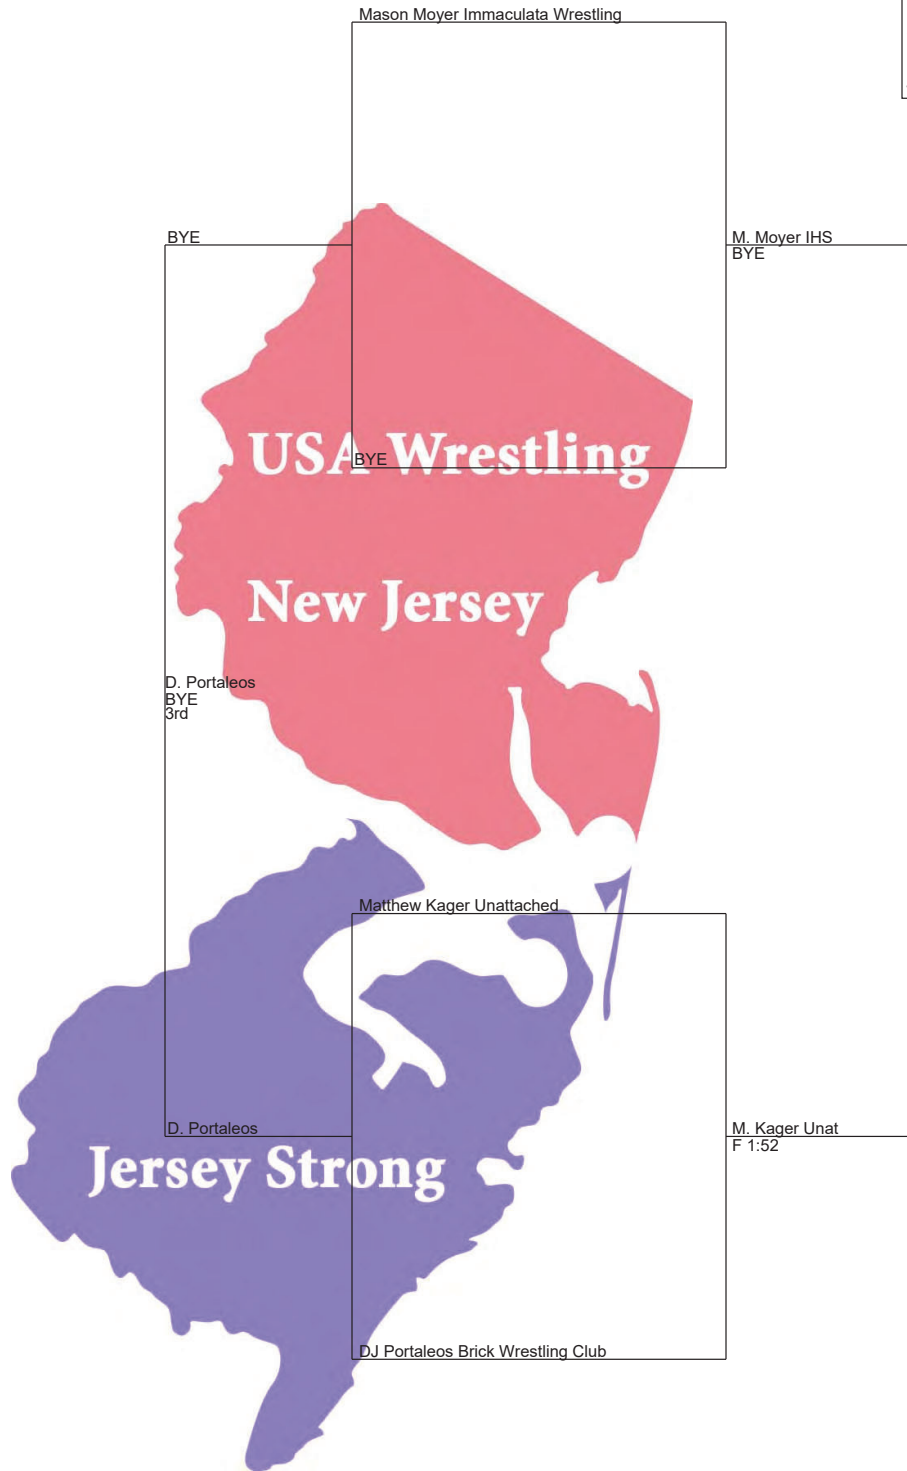 Mason Moyer Immaculata Wrestling
BYE
M. Moyer IHS
BYE
USA Wrestling
BYE
New Jersey
D. Portaleos
BYE
3rd
Matthew Kager Unattached
D. Portaleos
M. Kager Unat
F 1:52
Jersey Strong
DJ Portaleos Brick Wrestling Club